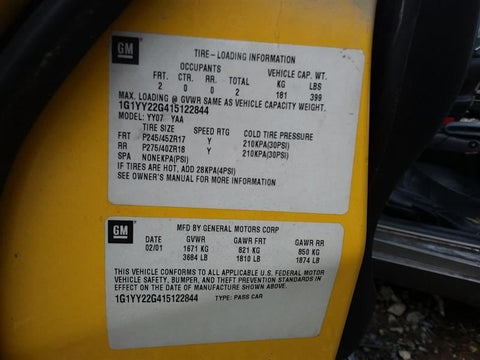 GM
TIRE-LOADING INFORMATION
OCCUPANTS VEHICLE CAP. WT.
FRT. CTR. RR. TOTAL KG LBS
2 0 0 2 181 399
MAX. LOADING @ GVWR SAME AS VEHICLE CAPACITY WEIGHT.
1G1YY22G415122844
MODEL: YY07 YAA
TIRE SIZE SPEED RTG COLD TIRE PRESSURE
FRT P245/45ZR17 Y 210KPA(30PSI)
RR P275/40ZR18 Y 210KPA(30PSI)
SPA NONEKPA(PSI)
IF TIRES ARE HOT, ADD 28KPA(4PSI)
SEE OWNER'S MANUAL FOR MORE INFORMATION
GM
MFD BY GENERAL MOTORS CORP
DATE GVWR GAWR FRT GAWR RR
02/01 1671 KG 821 KG 850 KG
3684 LB 1810 LB 1874 LB
THIS VEHICLE CONFORMS TO ALL APPLICABLE U.S. FEDERAL MOTOR
VEHICLE SAFETY, BUMPER, AND THEFT PREVENTION STANDARDS
IN EFFECT ON THE DATE OF MANUFACTURE SHOWN ABOVE.
1G1YY22G415122844 TYPE: PASS CAR